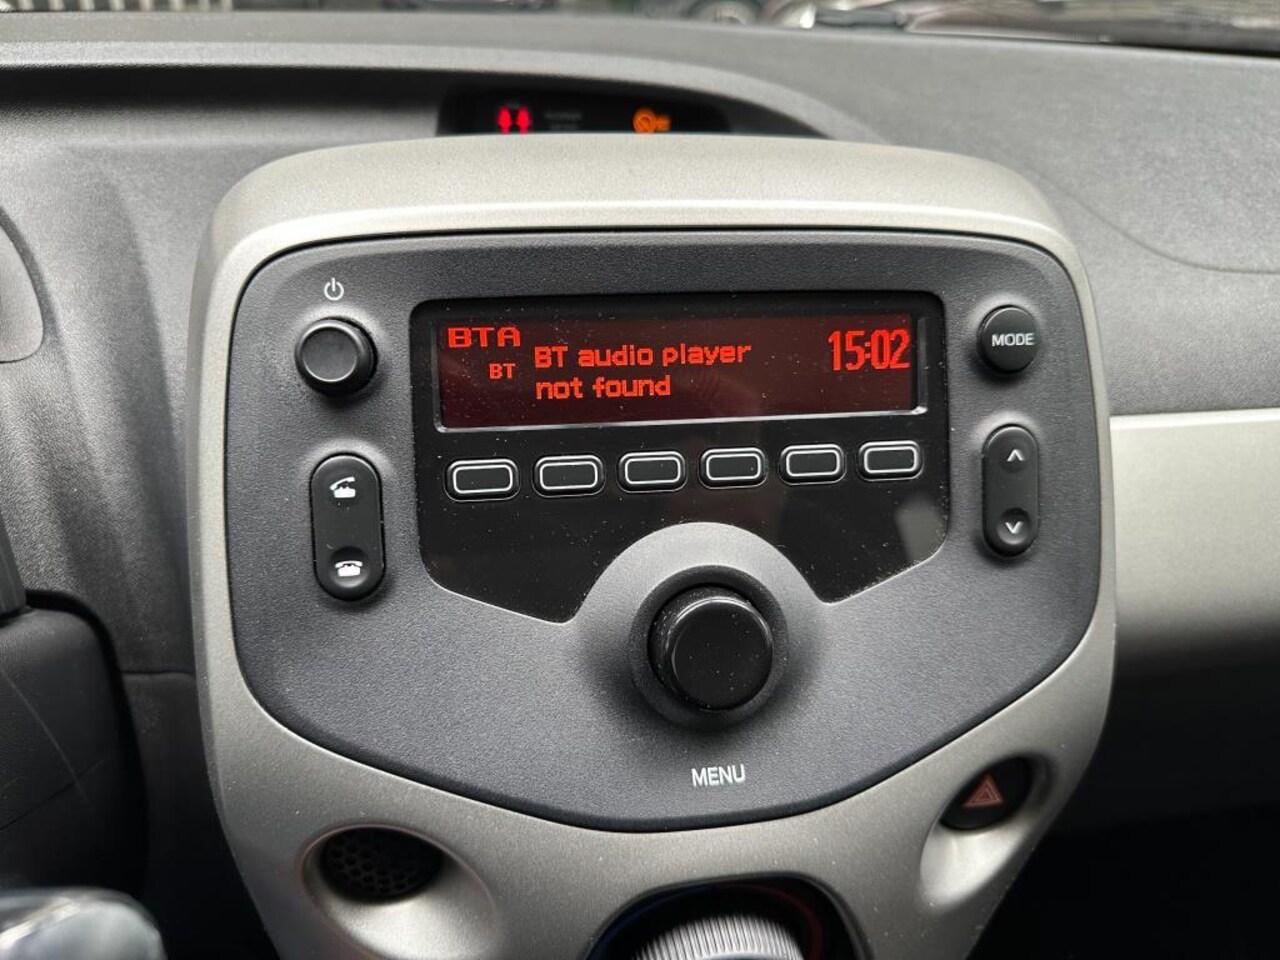 BTA
BT
BT audio player
not found
15:02
MODE
MENU